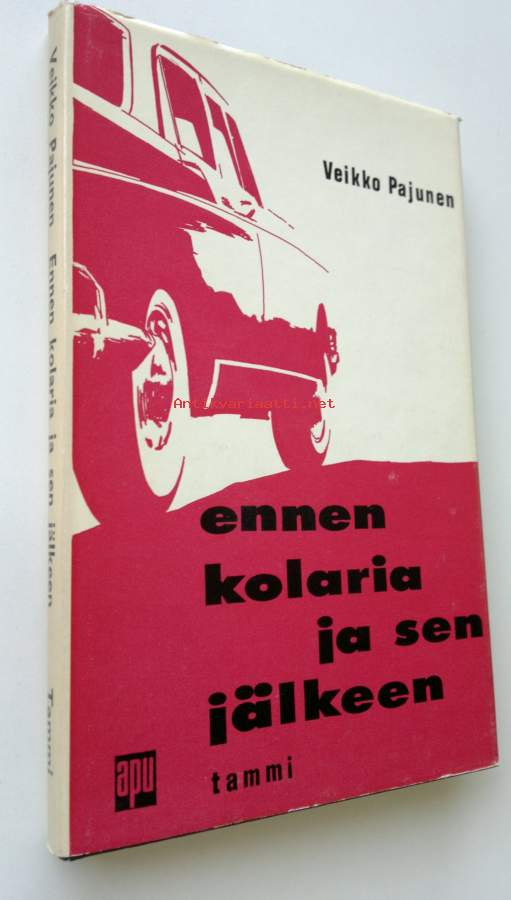 Veikko Pajunen Ennen kolaria ja sen jälkeen Tammi
Veikko Pajunen
Antikvariaatti.net
ennen
kolaria
ja sen
jälkeen
apu
tammi